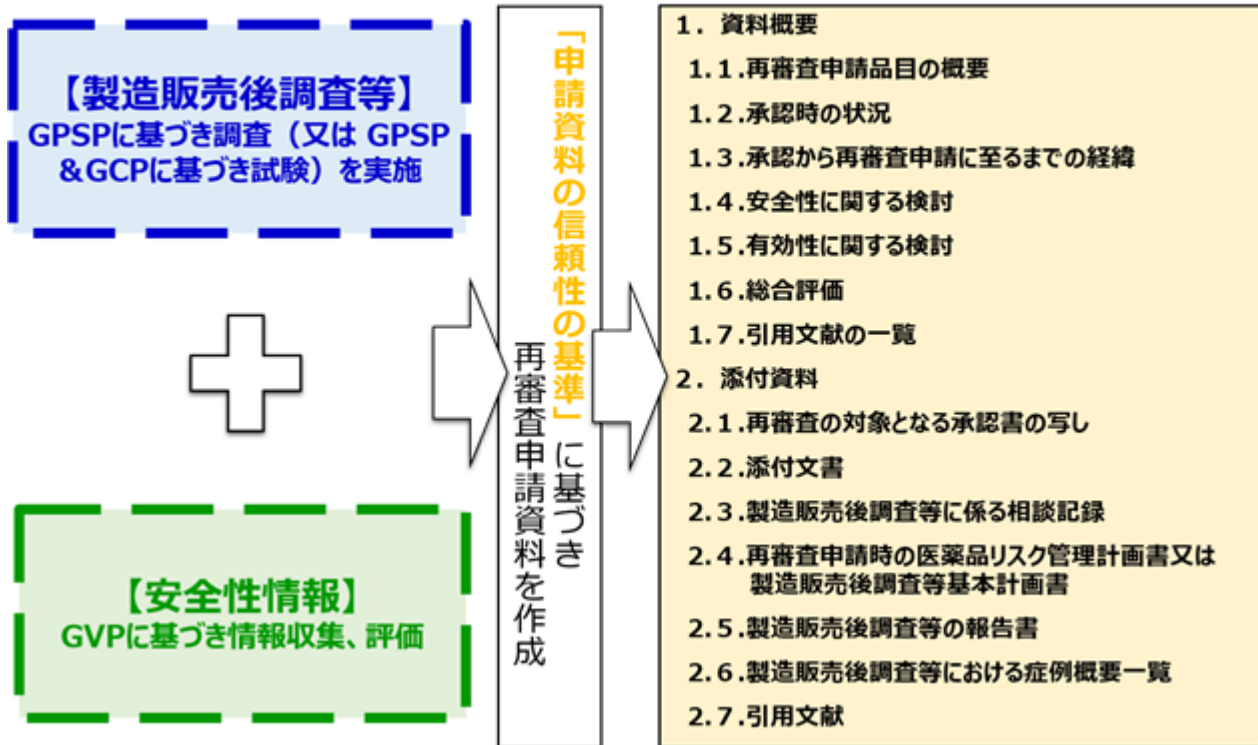 【製造販売後調査等】
GPSPに基づき調査（又は GPSP
&GCPに基づき試験）を実施
【安全性情報】
GVPに基づき情報収集、評価
「申請資料の信頼性の基準」に基づき
再審査申請資料を作成
1．資料概要
1.1.再審査申請品目の概要
1.2.承認時の状況
1.3.承認から再審査申請に至るまでの経緯
1.4.安全性に関する検討
1.5.有効性に関する検討
1.6.総合評価
1.7.引用文献の一覧
2．添付資料
2.1.再審査の対象となる承認書の写し
2.2.添付文書
2.3.製造販売後調査等に係る相談記録
2.4.再審査申請時の医薬品リスク管理計画書又は
製造販売後調査等基本計画書
2.5.製造販売後調査等の報告書
2.6.製造販売後調査等における症例概要一覧
2.7.引用文献